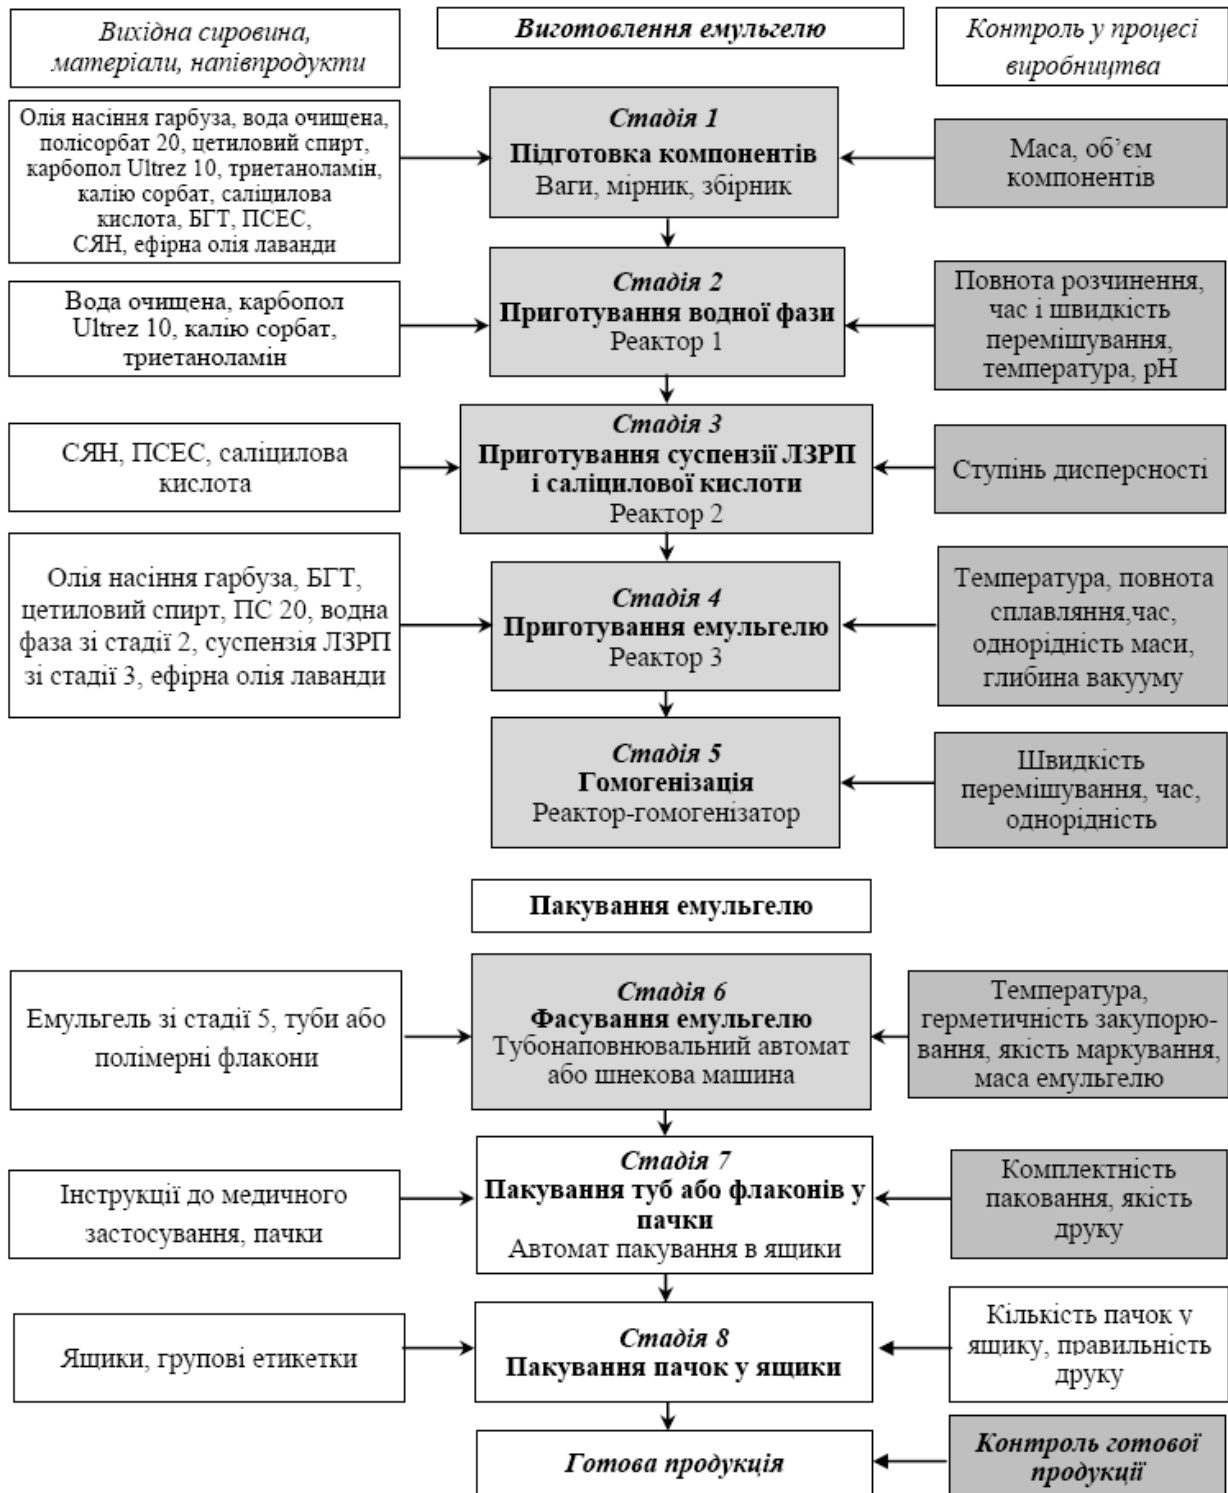 Вихідна сировина,
матеріали, напівпродукти
Виготовлення емульгелю
Контроль у процесі
виробництва
Олія насіння гарбуза, вода очищена,
полісорбат 20, цетиловий спирт,
карбопол Ultrez 10, триетаноламін,
калію сорбат, саліцилова
кислота, БГТ, ПСЕС,
СЯН, ефірна олія лаванди
Стадія 1
Підготовка компонентів
Ваги, мірник, збірник
Маса, об’єм
компонентів
Вода очищена, карбопол
Ultrez 10, калію сорбат,
триетаноламін
Стадія 2
Приготування водної фази
Реактор 1
Повнота розчинення,
час і швидкість
перемішування,
температура, рН
СЯН, ПСЕС, саліцилова
кислота
Стадія 3
Приготування суспензії ЛЗРП
і саліцилової кислоти
Реактор 2
Ступінь дисперсності
Олія насіння гарбуза, БГТ,
цетиловий спирт, ПС 20, водна
фаза зі стадії 2, суспензія ЛЗРП
зі стадії 3, ефірна олія лаванди
Стадія 4
Приготування емульгелю
Реактор 3
Температура, повнота
сплавляння,час,
однорідність маси,
глибина вакууму
Стадія 5
Гомогенізація
Реактор-гомогенізатор
Швидкість
перемішування, час,
однорідність
Пакування емульгелю
Емульгель зі стадії 5, туби або
полімерні флакони
Стадія 6
Фасування емульгелю
Тубонаповнювальний автомат
або шнекова машина
Температура,
герметичність закупорю-
вання, якість маркування,
маса емульгелю
Інструкції до медичного
застосування, пачки
Стадія 7
Пакування туб або флаконів у
пачки
Автомат пакування в ящики
Комплектність
паковання, якість
друку
Ящики, групові етикетки
Стадія 8
Пакування пачок у ящики
Кількість пачок у
ящику, правильність
друку
Готова продукція
Контроль готової
продукції